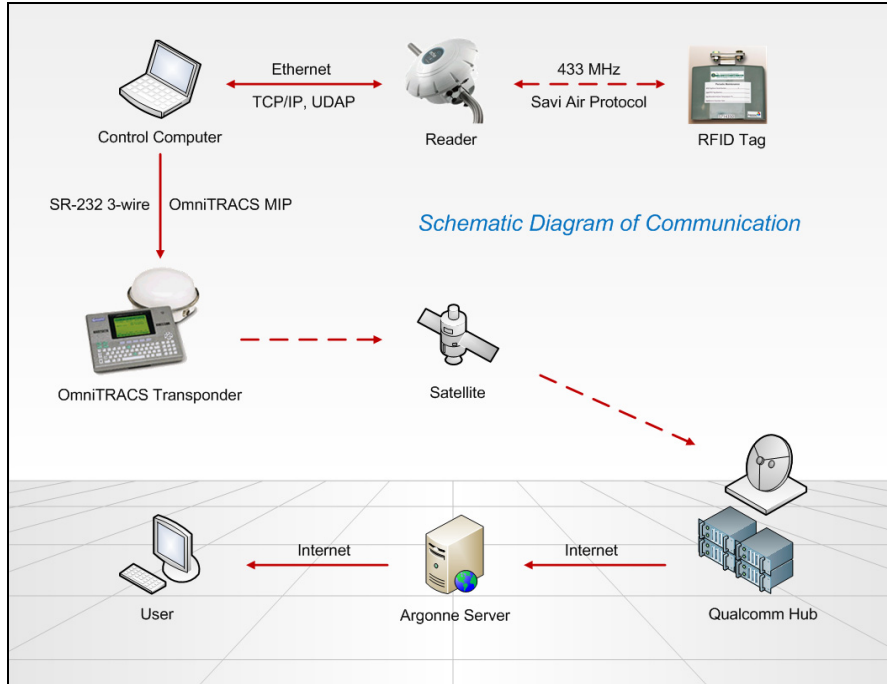 Ethernet
TCP/IP, UDAP
433 MHz
Savi Air Protocol
Control Computer
Reader
RFID Tag
SR-232 3-wire
OmniTRACS MIP
Schematic Diagram of Communication
OmniTRACS Transponder
Satellite
Internet
Internet
User
Argonne Server
Qualcomm Hub